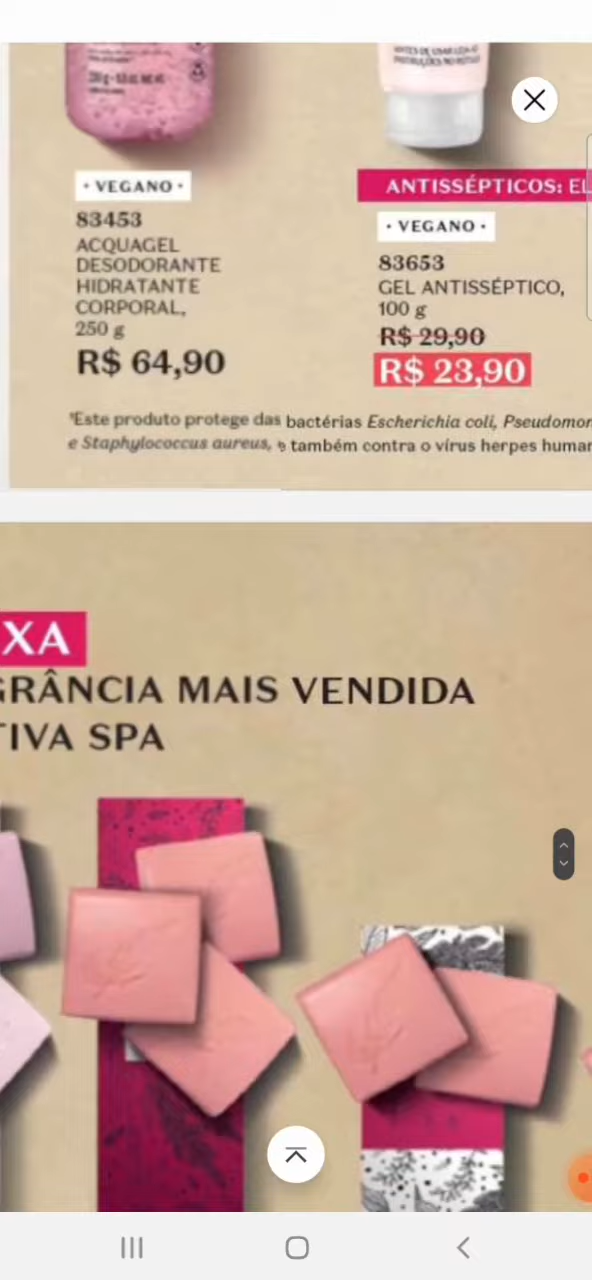 • VEGANO •
83453
ACQUAGEL
DESODORANTE
HIDRATANTE
CORPORAL,
250 g
R$ 64,90
ANTISSÉPTICOS: EL
• VEGANO •
83653
GEL ANTISSÉPTICO,
100 g
R$ 29,90
R$ 23,90
*Este produto protege das bactérias Escherichia coli, Pseudomon
e Staphylococcus aureus, e também contra o vírus herpes human
XA
GRÂNCIA MAIS VENDIDA
TIVA SPA